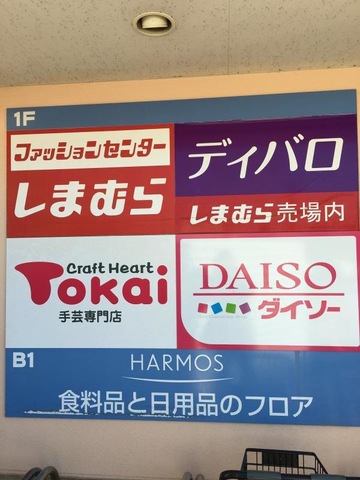 1F
ファッションセンター
しまむら
ディバロ
しまむら売場内
Craft Heart
Tokai
手芸専門店
DAISO
ダイソー
B1
HARMOS
食料品と日用品のフロア